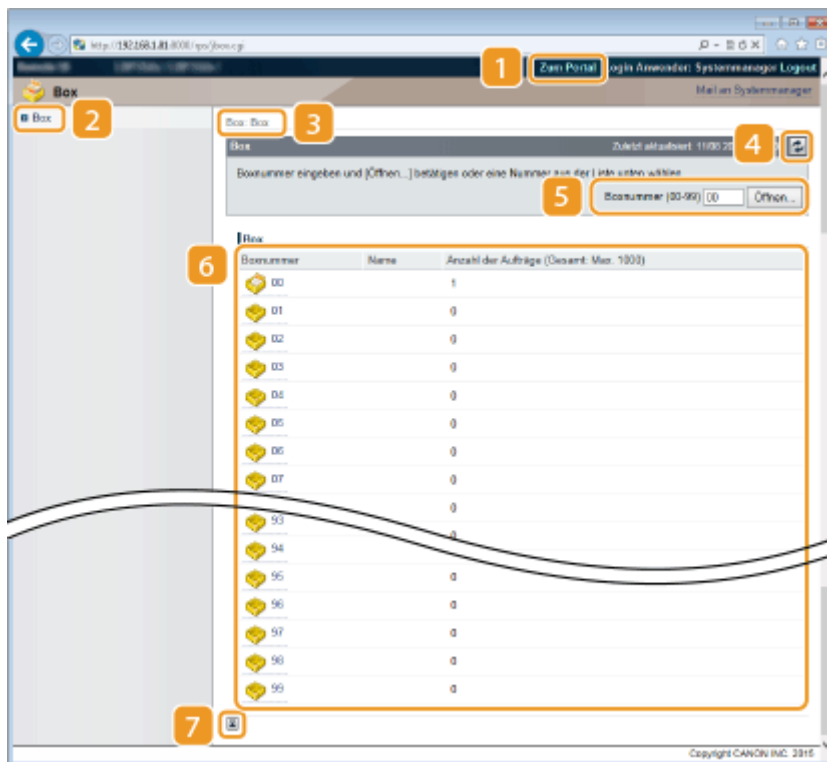 http://192.168.1.81:8000/rps/jbox.cgi
1
Zum Portal Login Anwender: Systemmanager Logout
Box
Mail an Systemmanager
Box
2
Box: Box
3
Box
Zuletzt aktualisiert: 11/06
4
Boxnummer eingeben und [Öffnen...] betätigen oder eine Nummer aus der Liste unten wählen.
5
Boxnummer (00-99) 00 Öffnen...
Box
6
Boxnummer Name Anzahl der Aufträge (Gesamt: Max. 1000)
00 1
01 0
02 0
03 0
04 0
05 0
06 0
07 0
0
93 0
94
95 0
96 0
97 0
98 0
99 0
7
Copyright CANON INC. 2015